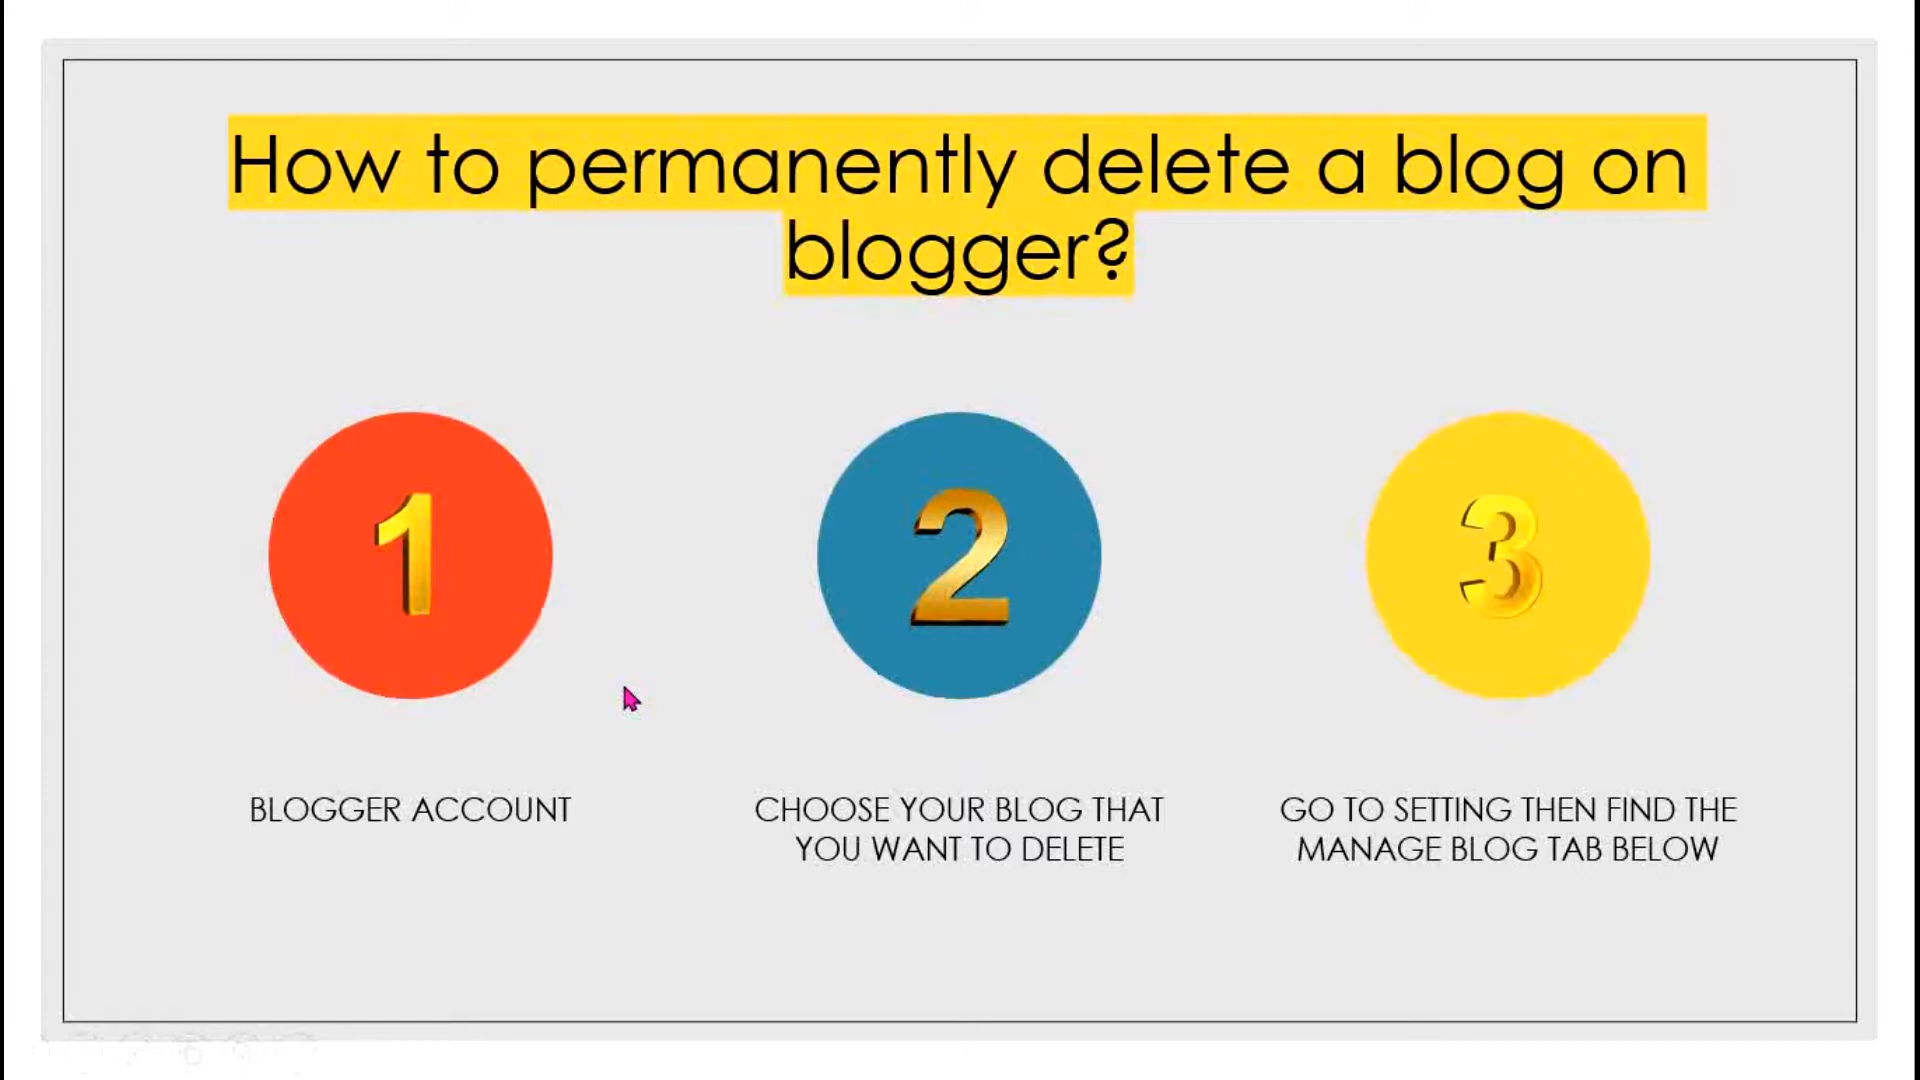 How to permanently delete a blog on
blogger?
1
2
3
BLOGGER ACCOUNT
CHOOSE YOUR BLOG THAT
YOU WANT TO DELETE
GO TO SETTING THEN FIND THE
MANAGE BLOG TAB BELOW